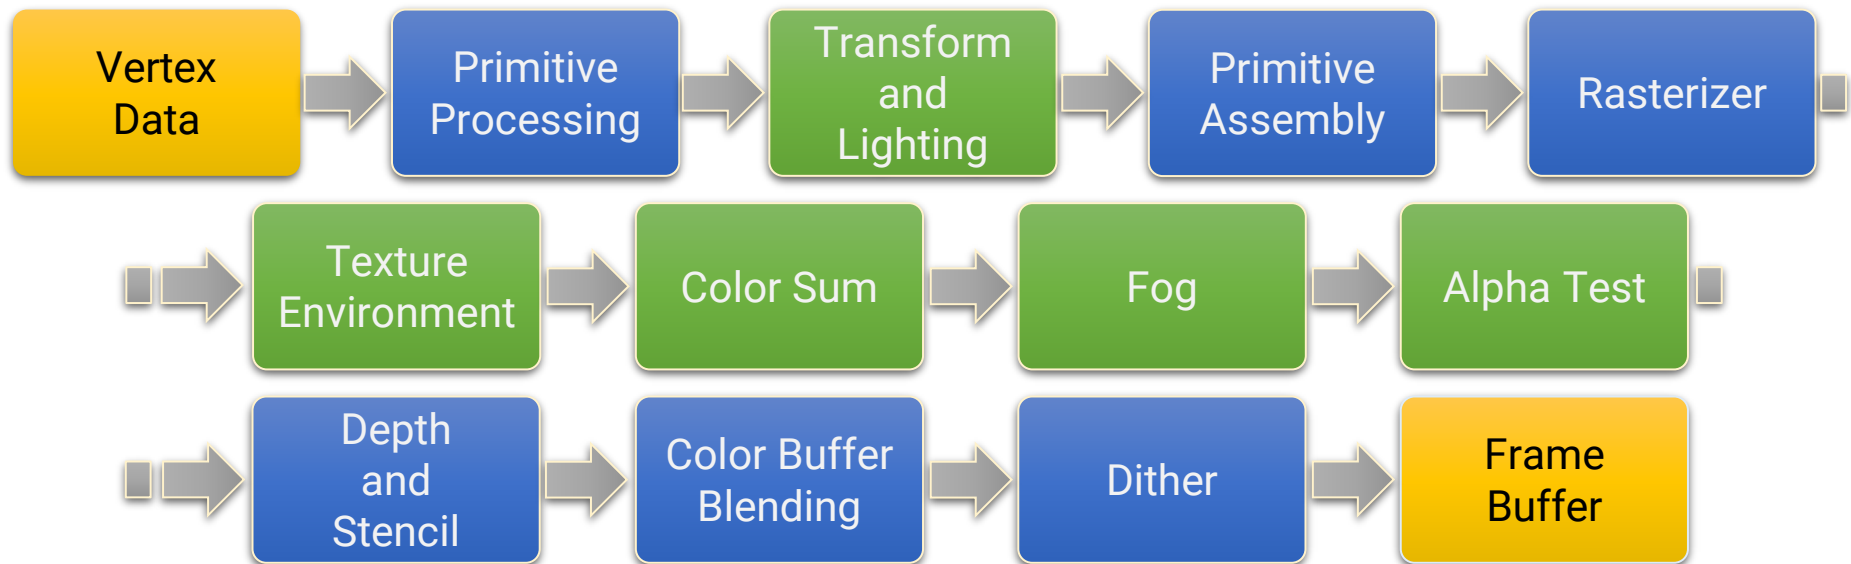 Vertex
Data
Primitive
Processing
Transform
and
Lighting
Primitive
Assembly
Rasterizer
Texture
Environment
Color Sum
Fog
Alpha Test
Depth
and
Stencil
Color Buffer
Blending
Dither
Frame
Buffer